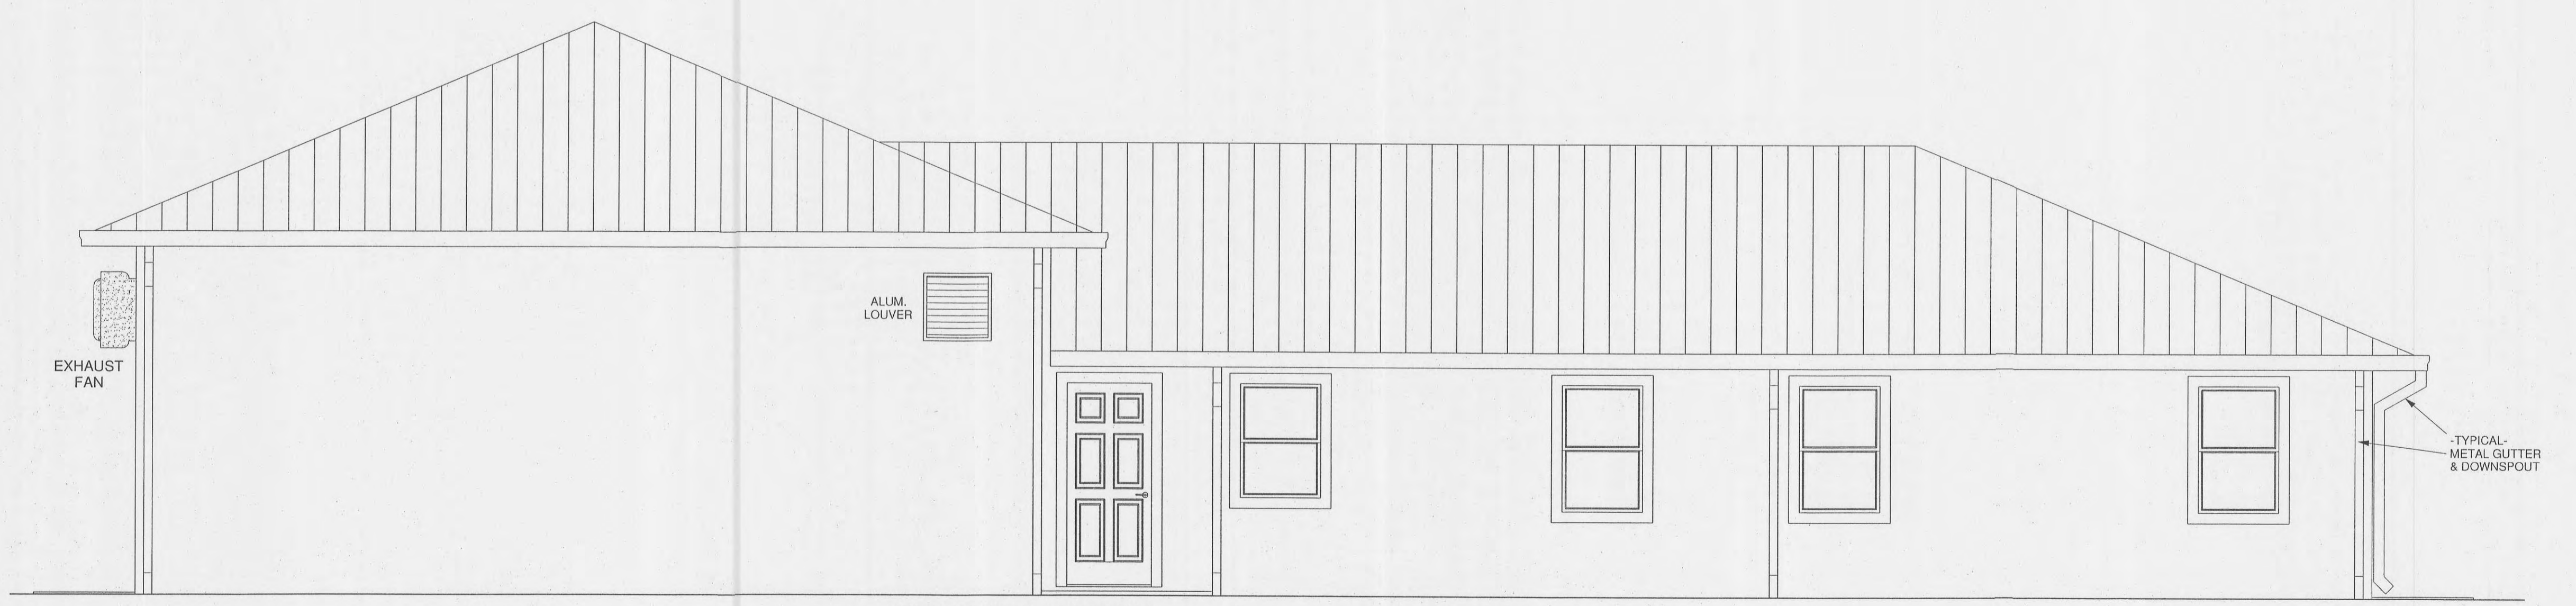 EXHAUST
FAN
ALUM.
LOUVER
-TYPICAL-
METAL GUTTER
& DOWNSPOUT